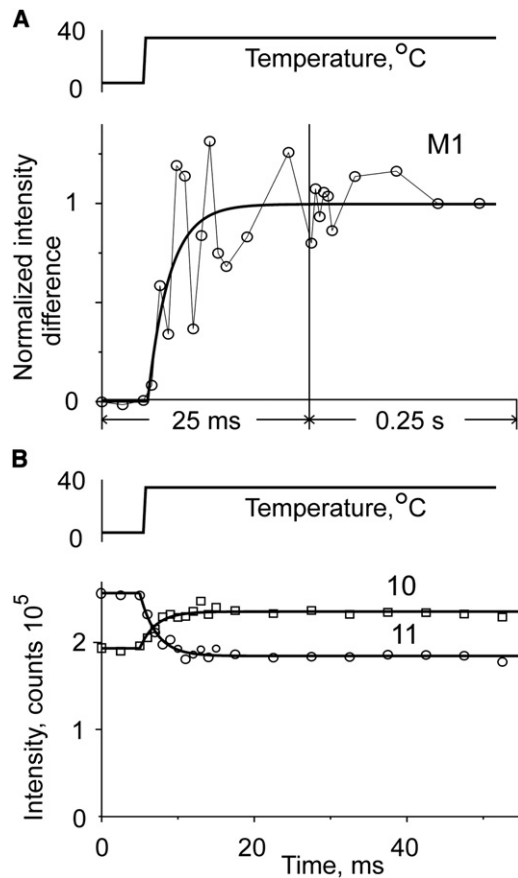 A
40
0
Temperature, °C
M1
1
0
Normalized intensity
difference
25 ms
0.25 s
B
40
0
Temperature, °C
10
11
2
1
0
Intensity, counts 10⁵
0
20
40
Time, ms